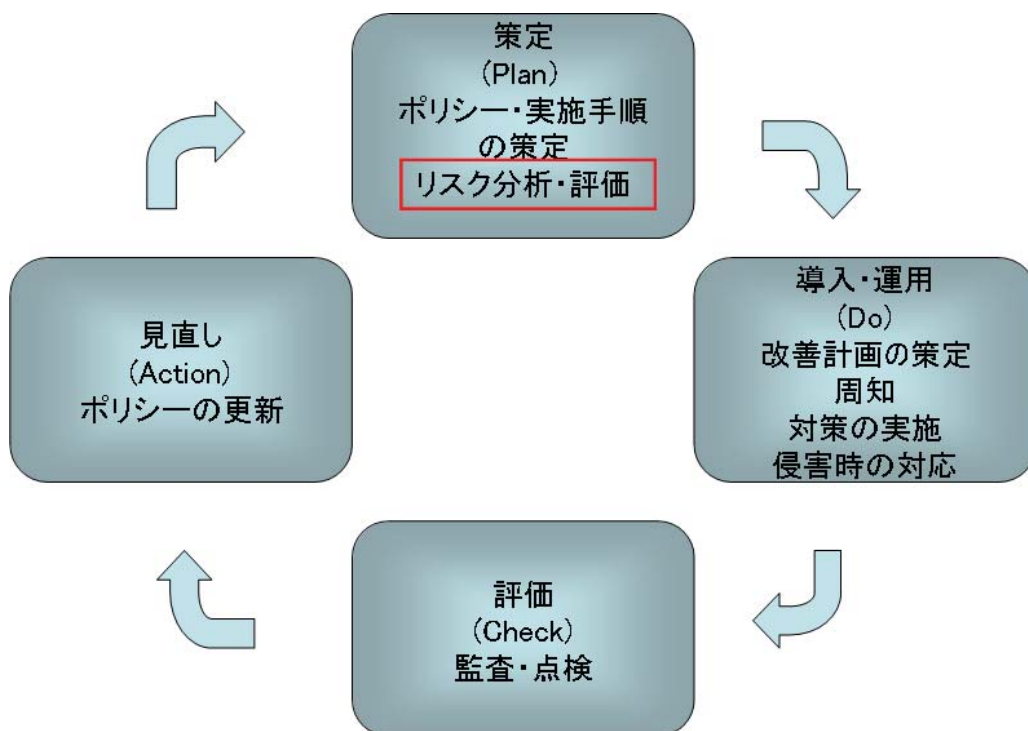 策定
(Plan)
ポリシー・実施手順
の策定
リスク分析・評価
導入・運用
(Do)
改善計画の策定
周知
対策の実施
侵害時の対応
評価
(Check)
監査・点検
見直し
(Action)
ポリシーの更新